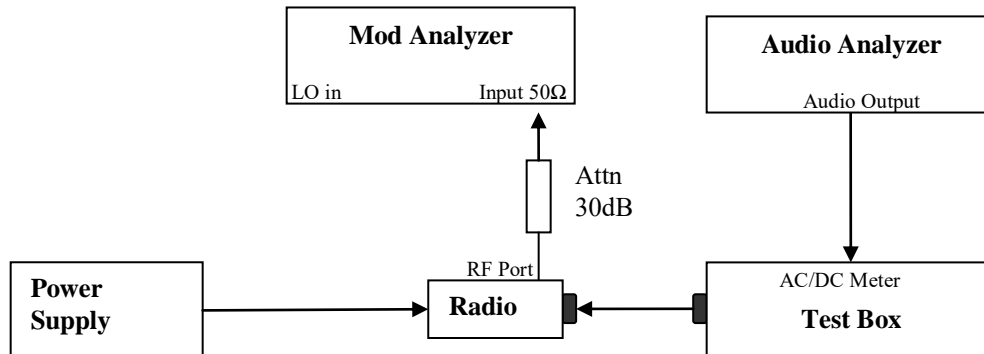 Mod Analyzer
LO in
Input 50Ω
Audio Analyzer
Audio Output
Attn
30dB
RF Port
Power
Supply
Radio
AC/DC Meter
Test Box